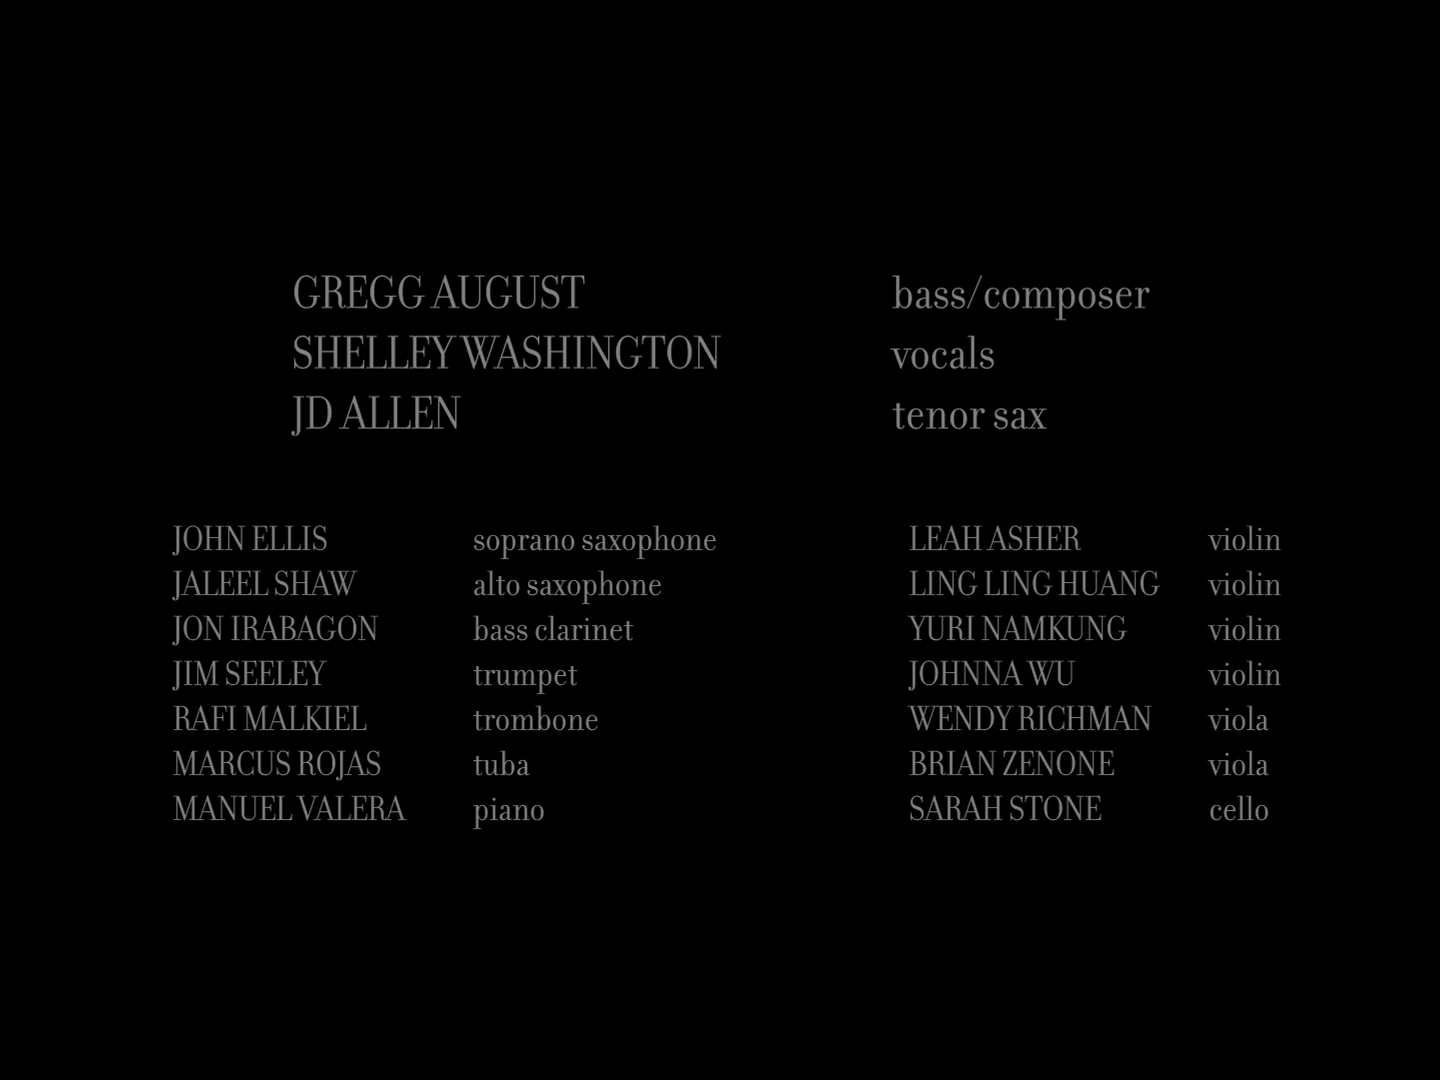 GREGG AUGUST bass/composer
SHELLEY WASHINGTON vocals
JD ALLEN tenor sax
JOHN ELLIS soprano saxophone
JALEEL SHAW alto saxophone
JON IRABAGON bass clarinet
JIM SEELEY trumpet
RAFI MALKIEL trombone
MARCUS ROJAS tuba
MANUEL VALERA piano
LEAH ASHER violin
LING LING HUANG violin
YURI NAMKUNG violin
JOHNNA WU violin
WENDY RICHMAN viola
BRIAN ZENONE viola
SARAH STONE cello